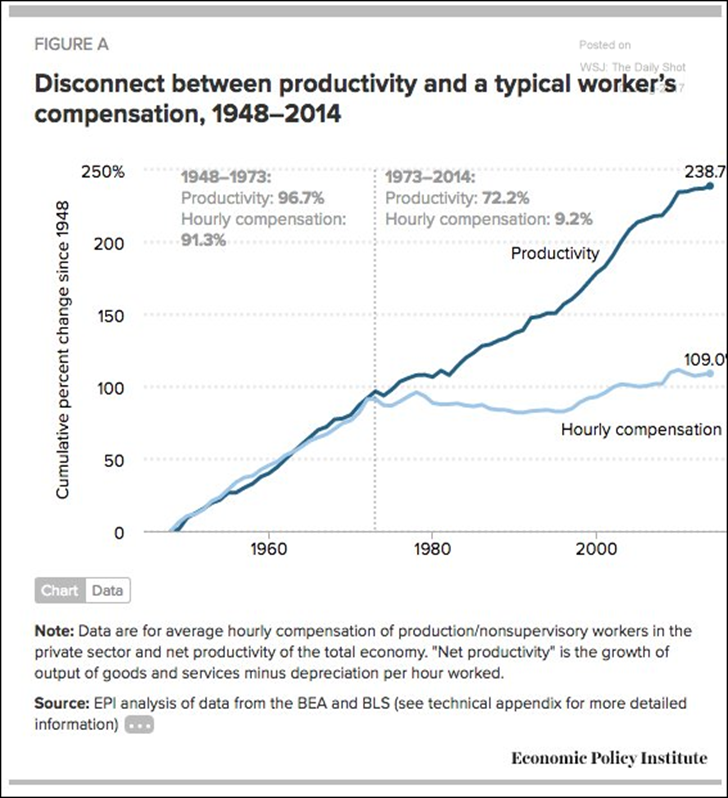 FIGURE A
Posted on
WSJ: The Daily Shot
Disconnect between productivity and a typical worker's
compensation, 1948–2014
250%
200
150
100
50
0
Cumulative percent change since 1948
1948–1973:
Productivity: 96.7%
Hourly compensation:
91.3%
1973–2014:
Productivity: 72.2%
Hourly compensation: 9.2%
238.7
Productivity
109.0
Hourly compensation
1960
1980
2000
Chart
Data
Note: Data are for average hourly compensation of production/nonsupervisory workers in the
private sector and net productivity of the total economy. "Net productivity" is the growth of
output of goods and services minus depreciation per hour worked.
Source: EPI analysis of data from the BEA and BLS (see technical appendix for more detailed
information)
Economic Policy Institute